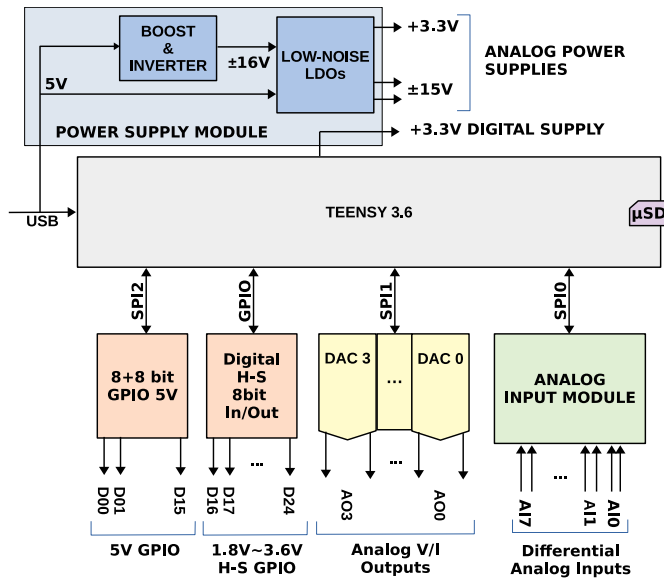 BOOST
&
INVERTER
±16V
5V
LOW-NOISE
LDOs
+3.3V
±15V
ANALOG POWER
SUPPLIES
POWER SUPPLY MODULE
+3.3V DIGITAL SUPPLY
USB
TEENSY 3.6
μSD
SPI2
GPIO
SPI1
SPI0
8+8 bit
GPIO 5V
Digital
H-S
8bit
In/Out
DAC 3
...
DAC 0
ANALOG
INPUT MODULE
D00
D01
...
D15
D16
D17
...
D24
AO3
...
AO0
AI7
...
AI1
AI0
5V GPIO
1.8V~3.6V
H-S GPIO
Analog V/I
Outputs
Differential
Analog Inputs